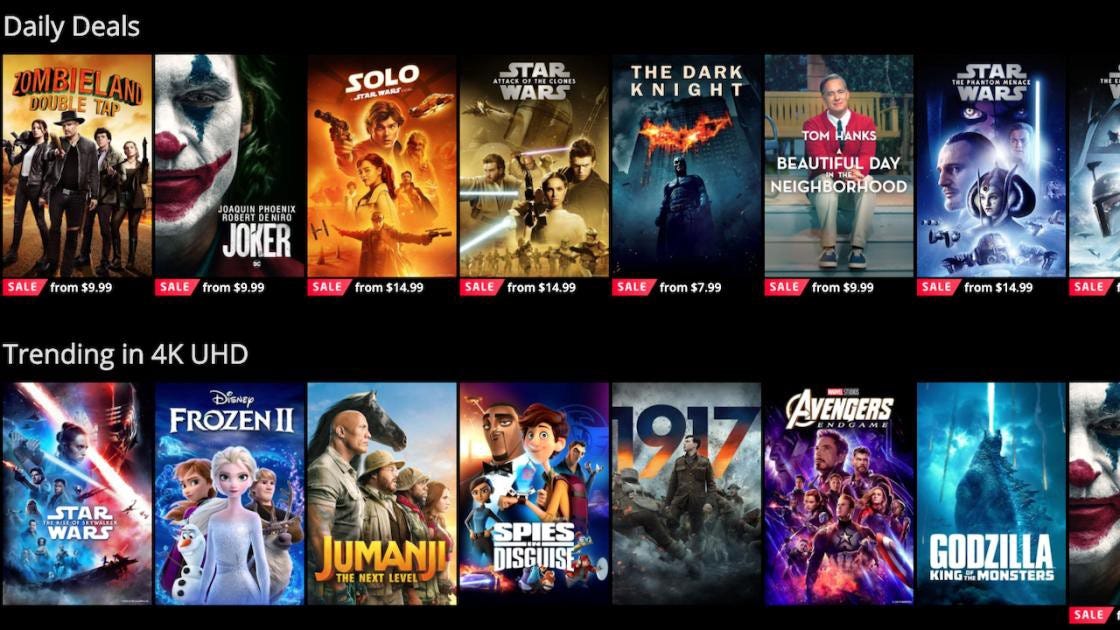 Daily Deals
ZOMBIELAND
DOUBLE TAP
JOAQUIN PHOENIX
ROBERT DE NIRO
JOKER
DC
SOLO
STAR WARS
STAR
ATTACK OF THE CLONES
WARS
THE DARK
KNIGHT
TOM HANKS
A
BEAUTIFUL DAY
IN THE
NEIGHBORHOOD
STAR
THE PHANTOM MENACE
WARS
SALE from $9.99
SALE from $9.99
SALE from $14.99
SALE from $14.99
SALE from $7.99
SALE from $9.99
SALE from $14.99
SALE
Trending in 4K UHD
STAR
THE RISE OF SKYWALKER
WARS
Disney
FROZEN II
JUMANJI
THE NEXT LEVEL
SPIES
IN
DISGUISE
1917
MARVEL STUDIOS
AVENGERS
ENDGAME
GODZILLA
KING OF THE MONSTERS
SALE